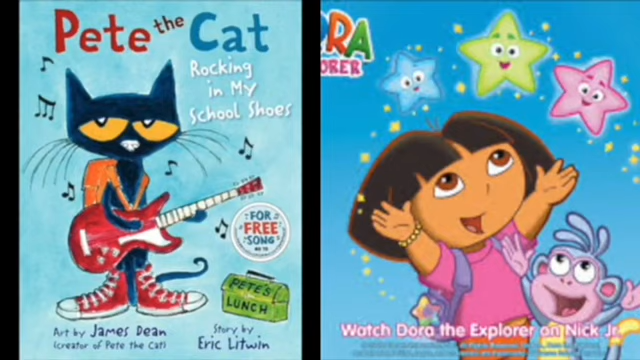 Pete the Cat
Rocking
in My
School Shoes
FOR
FREE
SONG
PETE'S
LUNCH
Art by James Dean
(creator of Pete the Cat)
Story by
Eric Litwin
RA
ORER
Watch Dora the Explorer on Nick Jr.